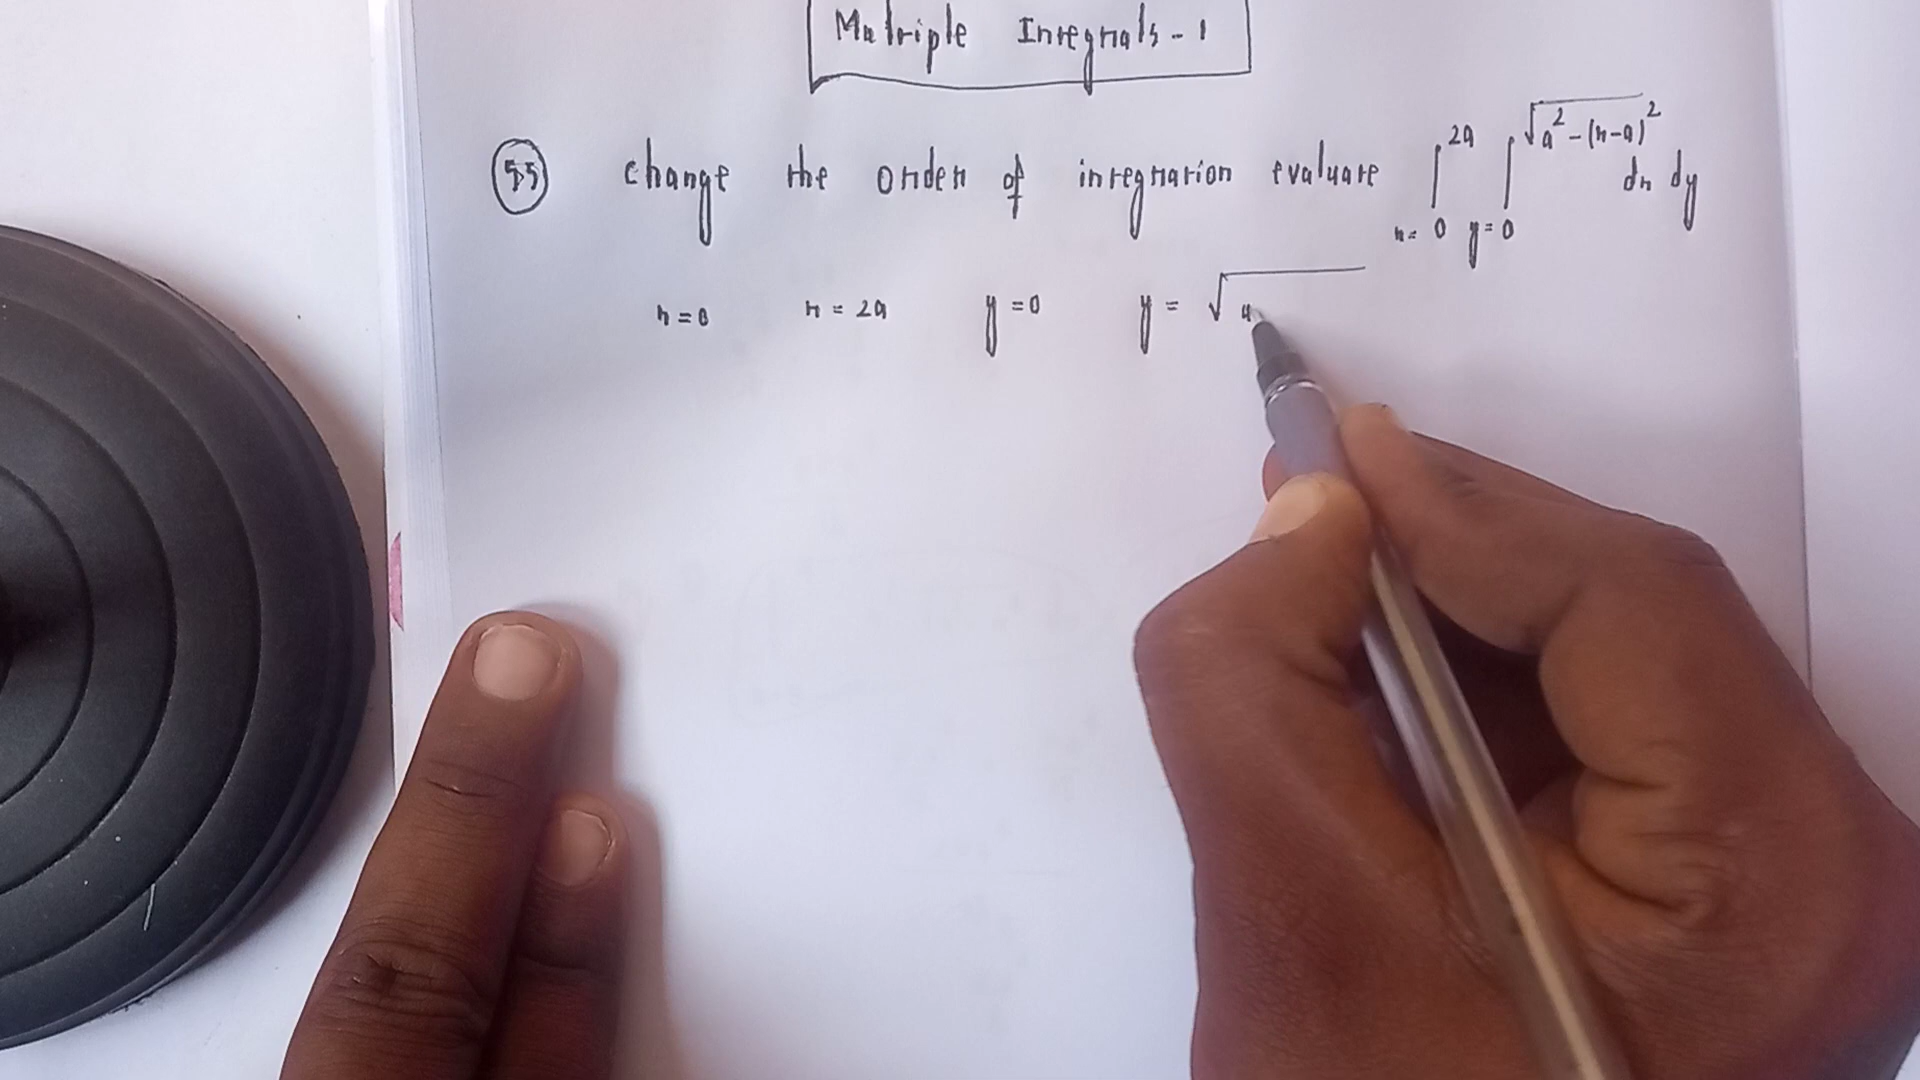 Multiple Integrals - 1
55 change the order of integration evaluate ∫_{x=0}^{2a} ∫_{y=0}^{√a²-(x-a)²} dx dy
x = 0 x = 2a y = 0 y = √a